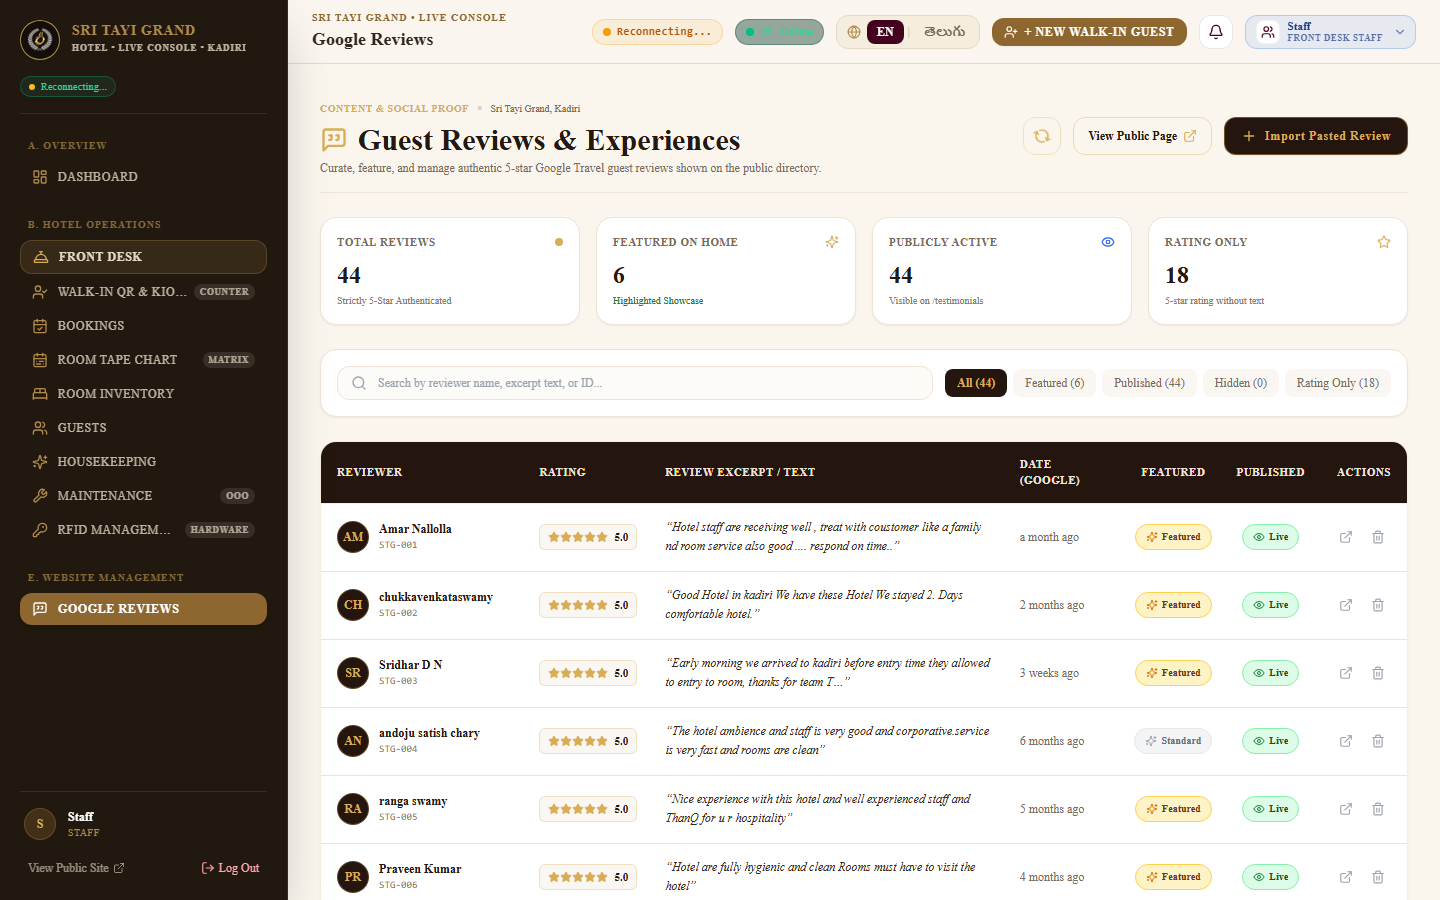 SRI TAYI GRAND
HOTEL • LIVE CONSOLE • KADIRI
Reconnecting...
A. OVERVIEW
DASHBOARD
B. HOTEL OPERATIONS
FRONT DESK
WALK-IN QR & KIO... COUNTER
BOOKINGS
ROOM TAPE CHART MATRIX
ROOM INVENTORY
GUESTS
HOUSEKEEPING
MAINTENANCE OOO
RFID MANAGEM... HARDWARE
E. WEBSITE MANAGEMENT
GOOGLE REVIEWS
S
Staff
STAFF
View Public Site
Log Out
SRI TAYI GRAND • LIVE CONSOLE
Google Reviews
Reconnecting...
EN
తెలుగు
+ NEW WALK-IN GUEST
Staff
FRONT DESK STAFF
CONTENT & SOCIAL PROOF • Sri Tayi Grand, Kadiri
Guest Reviews & Experiences
Curate, feature, and manage authentic 5-star Google Travel guest reviews shown on the public directory.
View Public Page
Import Pasted Review
TOTAL REVIEWS
44
Strictly 5-Star Authenticated
FEATURED ON HOME
6
Highlighted Showcase
PUBLICLY ACTIVE
44
Visible on /testimonials
RATING ONLY
18
5-star rating without text
Search by reviewer name, excerpt text, or ID...
All (44)
Featured (6)
Published (44)
Hidden (0)
Rating Only (18)
REVIEWER RATING REVIEW EXCERPT / TEXT DATE (GOOGLE) FEATURED PUBLISHED ACTIONS
AM Amar Nallolla
STG-001
5.0
“Hotel staff are receiving well , treat with coustomer like a family
nd room service also good .... respond on time..”
a month ago
Featured
Live
CH chukkavenkataswamy
STG-002
5.0
“Good Hotel in kadiri We have these Hotel We stayed 2. Days
comfortable hotel.”
2 months ago
Featured
Live
SR Sridhar D N
STG-003
5.0
“Early morning we arrived to kadiri before entry time they allowed
to entry to room, thanks for team T…”
3 weeks ago
Featured
Live
AN andoju satish chary
STG-004
5.0
“The hotel ambience and staff is very good and corporative.service
is very fast and rooms are clean”
6 months ago
Standard
Live
RA ranga swamy
STG-005
5.0
“Nice experience with this hotel and well experienced staff and
ThanQ for u r hospitality”
5 months ago
Featured
Live
PR Praveen Kumar
STG-006
5.0
“Hotel are fully hygienic and clean Rooms must have to visit the
hotel”
4 months ago
Featured
Live